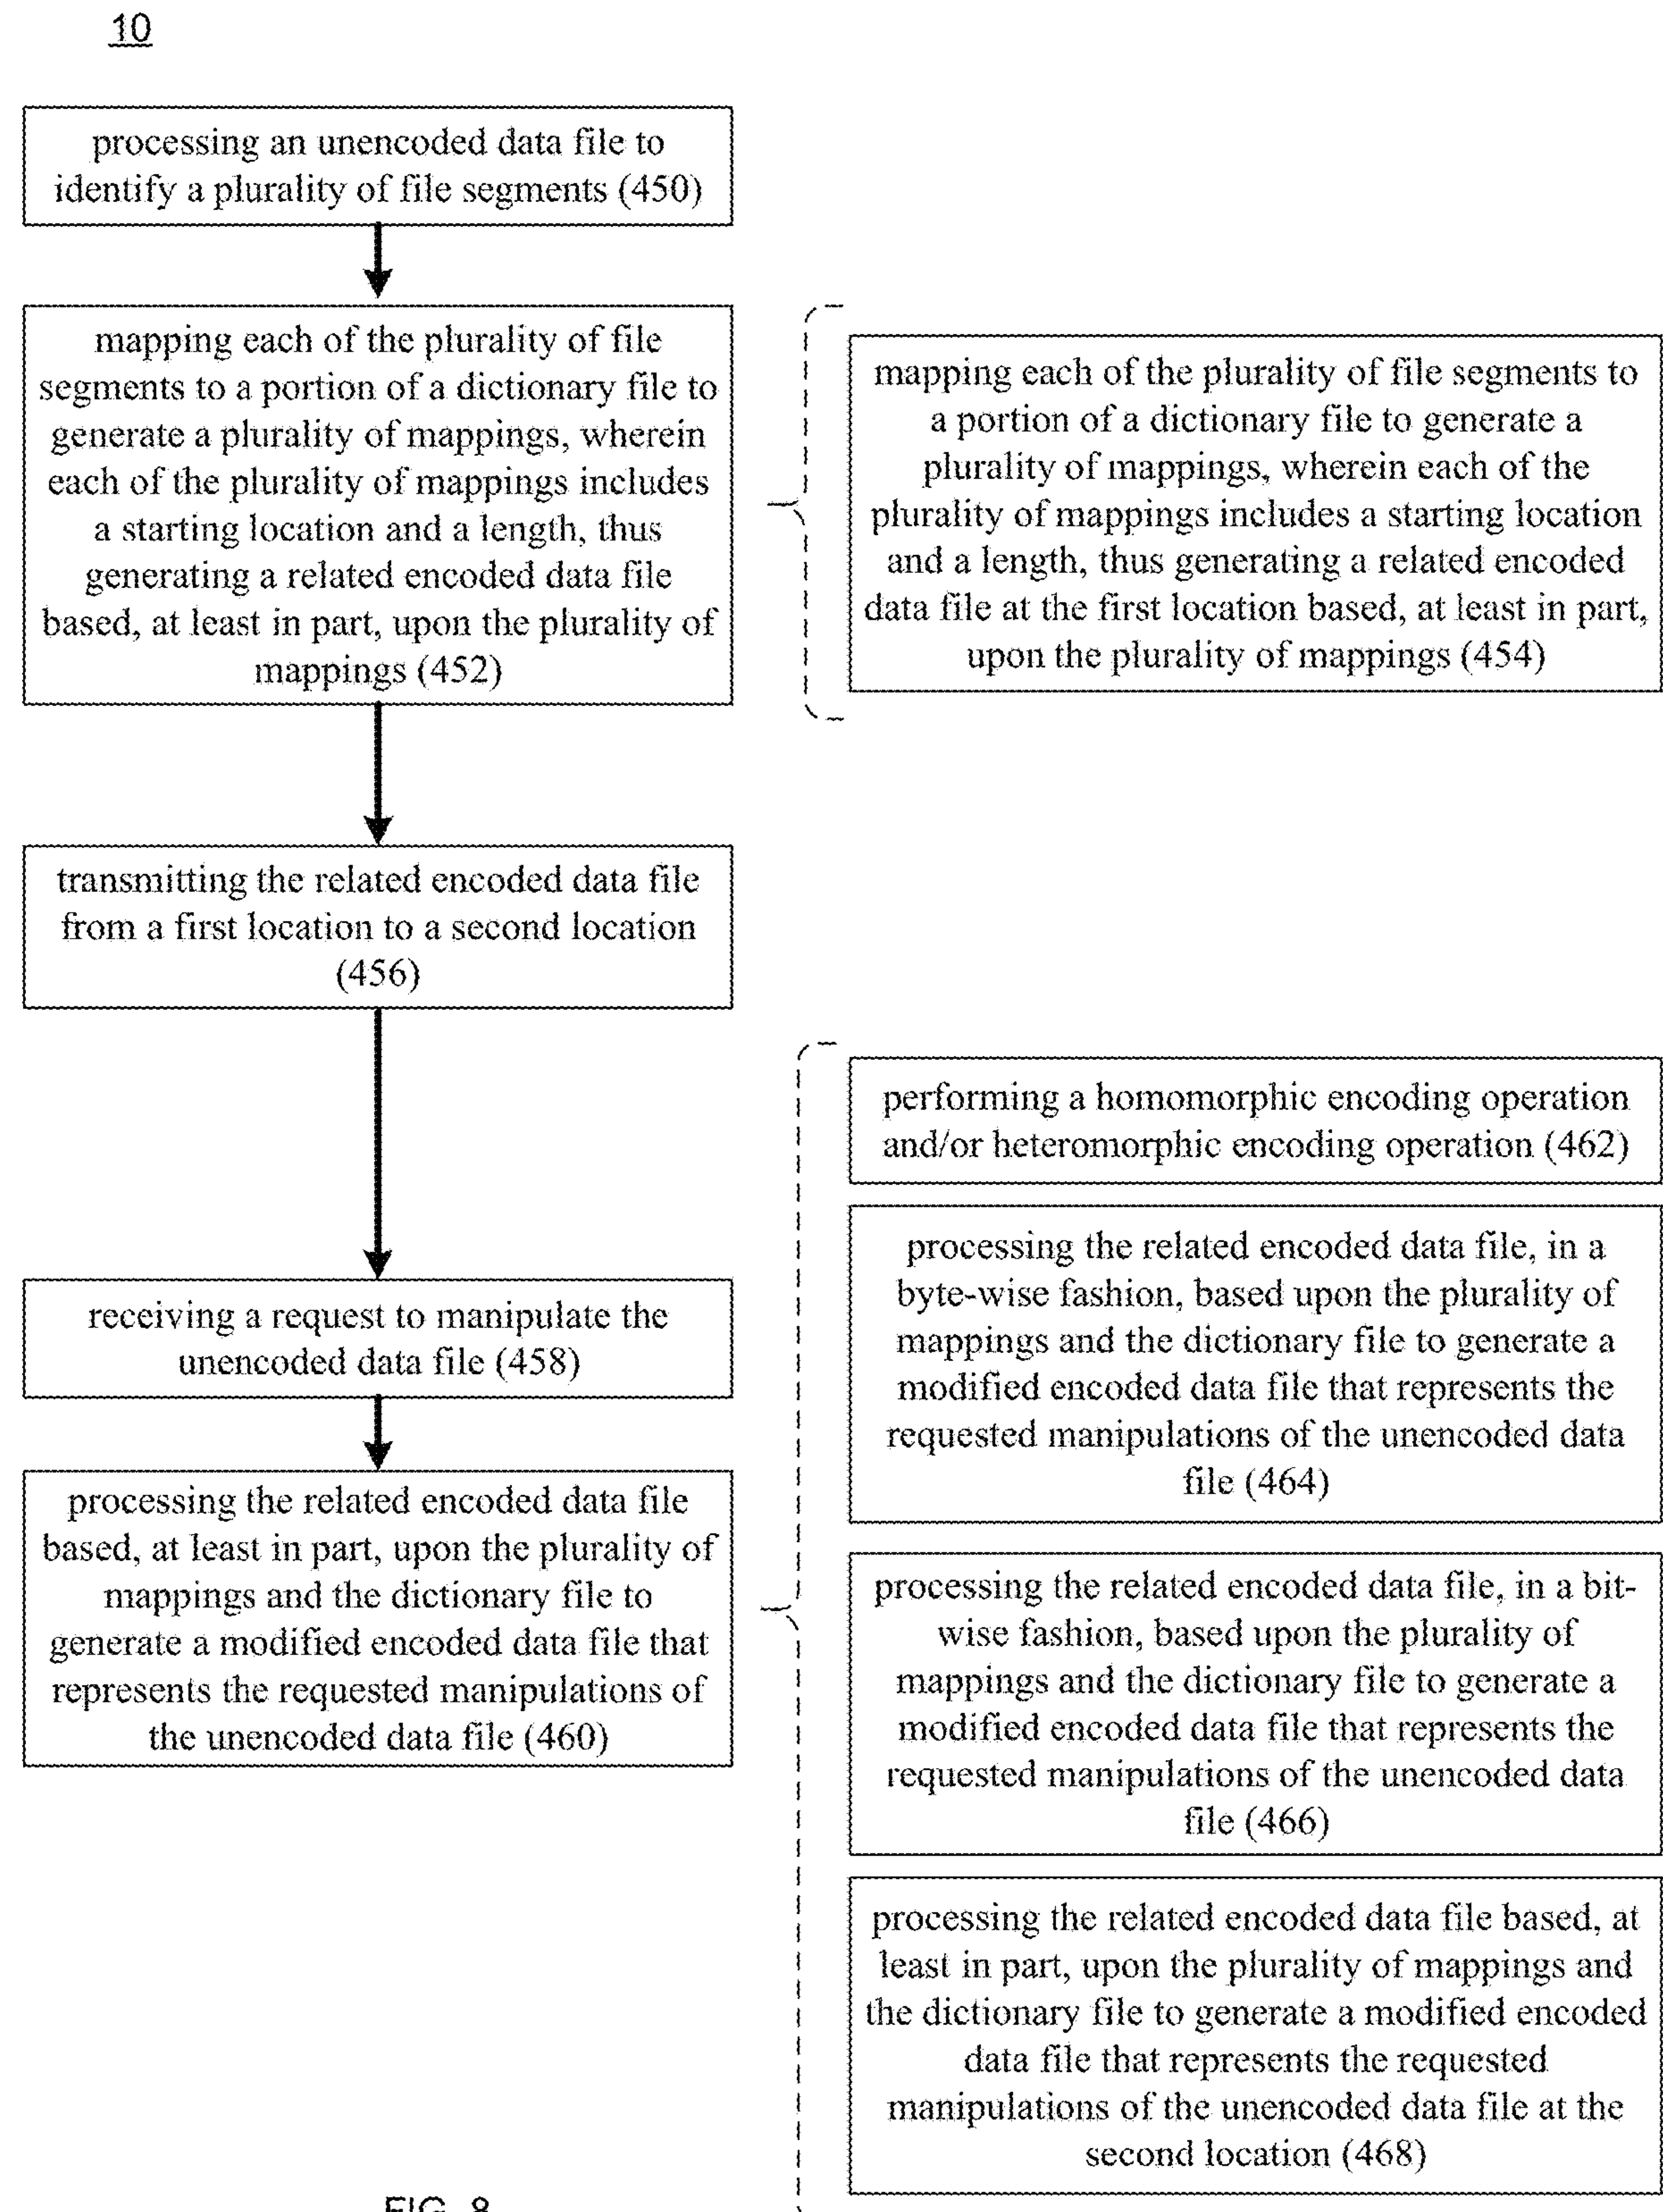 10
processing an unencoded data file to
identify a plurality of file segments (450)
mapping each of the plurality of file
segments to a portion of a dictionary file to
generate a plurality of mappings, wherein
each of the plurality of mappings includes
a starting location and a length, thus
generating a related encoded data file
based, at least in part, upon the plurality of
mappings (452)
mapping each of the plurality of file segments to
a portion of a dictionary file to generate a
plurality of mappings, wherein each of the
plurality of mappings includes a starting location
and a length, thus generating a related encoded
data file at the first location based, at least in part,
upon the plurality of mappings (454)
transmitting the related encoded data file
from a first location to a second location
(456)
receiving a request to manipulate the
unencoded data file (458)
processing the related encoded data file
based, at least in part, upon the plurality of
mappings and the dictionary file to
generate a modified encoded data file that
represents the requested manipulations of
the unencoded data file (460)
performing a homomorphic encoding operation
and/or heteromorphic encoding operation (462)
processing the related encoded data file, in a
byte-wise fashion, based upon the plurality of
mappings and the dictionary file to generate a
modified encoded data file that represents the
requested manipulations of the unencoded data
file (464)
processing the related encoded data file, in a bit-
wise fashion, based upon the plurality of
mappings and the dictionary file to generate a
modified encoded data file that represents the
requested manipulations of the unencoded data
file (466)
processing the related encoded data file based, at
least in part, upon the plurality of mappings and
the dictionary file to generate a modified encoded
data file that represents the requested
manipulations of the unencoded data file at the
second location (468)
FIG. 8